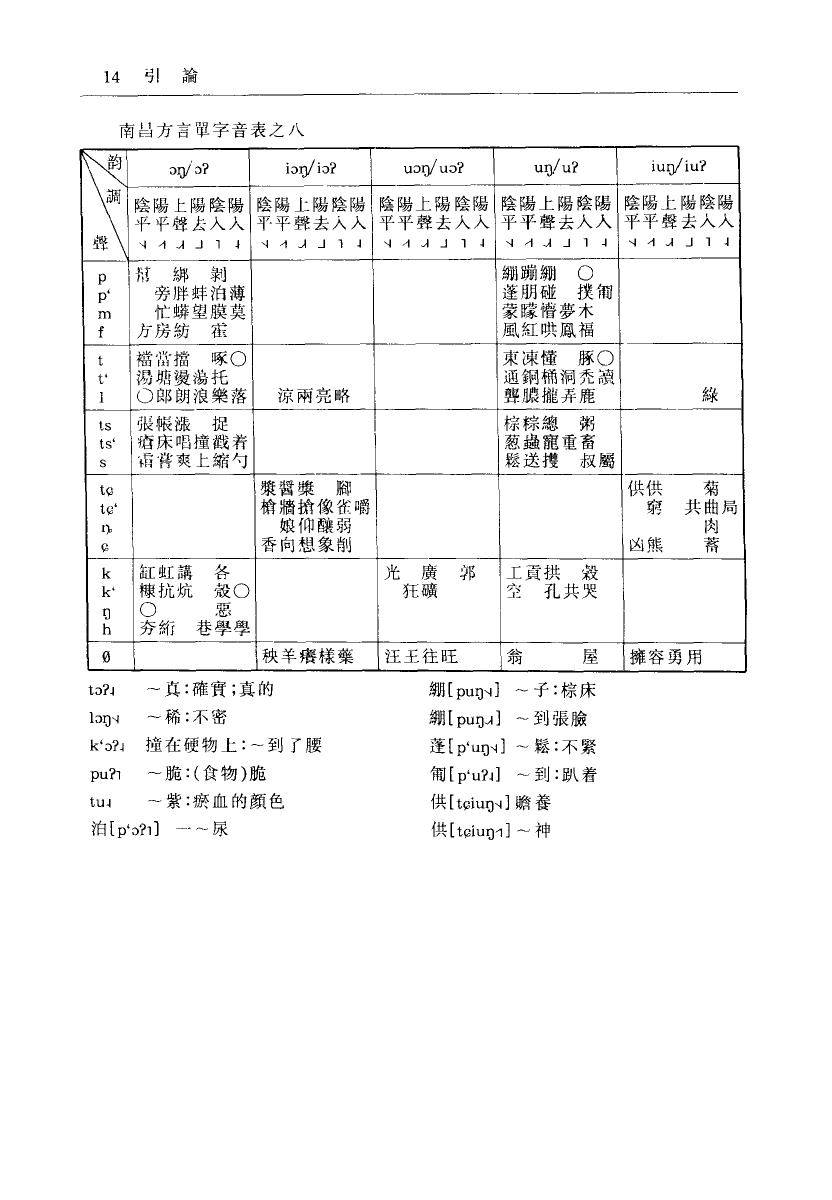 14 引 論
南昌方言單字音表之八
韵 ɔŋ/ɔʔ iɔŋ/iɔʔ uɔŋ/uɔʔ uŋ/uʔ iuŋ/iuʔ
調 陰陽上陽陰陽 陰陽上陽陰陽 陰陽上陽陰陽 陰陽上陽陰陽 陰陽上陽陰陽
平平聲去入入 平平聲去入入 平平聲去入入 平平聲去入入 平平聲去入入
聲
p 幫 綁 剥 綳蹦綳 〇
p‘ 旁胖蚌泊薄 蓬朋碰 撲匍
m 忙蟒望膜莫 蒙朦懵夢木
f 方房紡 霍 風紅哄鳳福
t 襠當擋 啄〇 東凍懂 豚〇
t‘ 湯塘燙蕩托 通銅桶洞秃讀
l 〇郎朗浪樂落 涼兩亮略 聾膿攏弄鹿 綠
ts 張帳漲 捉 棕粽總 粥
ts‘ 瘡床唱撞戳着 葱蟲寵重畜
s 霜嘗爽上縮勺 鬆送㩳 叔屬
tɕ 漿醬槳 腳 供供 菊
tɕ‘ 槍牆搶像雀嚼 窮 共曲局
ȵ 娘仰釀弱 肉
ɕ 香向想象削 凶熊 蓄
k 缸虹講 各 光 廣 郭 工貢拱 穀
k‘ 糠抗炕 殼〇 狂礦 空 孔共哭
ŋ 〇 惡
h 夯絎 巷學學
ø 秧羊癢樣藥 汪王往旺 翁 屋 擁容勇用
tɔʔ˨ ～真:確實;真的
lɔŋ ～稀:不密
k‘ɔʔ 撞在硬物上:～到了腰
puʔ ～脆:(食物)脆
tu ～紫:瘀血的顏色
泊[p‘ɔʔ˥] 一～尿
綳[puŋ] ～子:棕床
綳[puŋ] ～到張臉
蓬[p‘uŋ] ～鬆:不緊
匍[p‘uʔ] ～到:趴着
供[tɕiuŋ] 贍養
供[tɕiuŋ] ～神